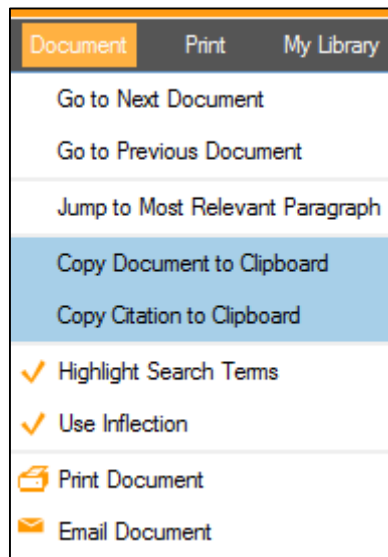 Document Print My Library
Go to Next Document
Go to Previous Document
Jump to Most Relevant Paragraph
Copy Document to Clipboard
Copy Citation to Clipboard
Highlight Search Terms
Use Inflection
Print Document
Email Document